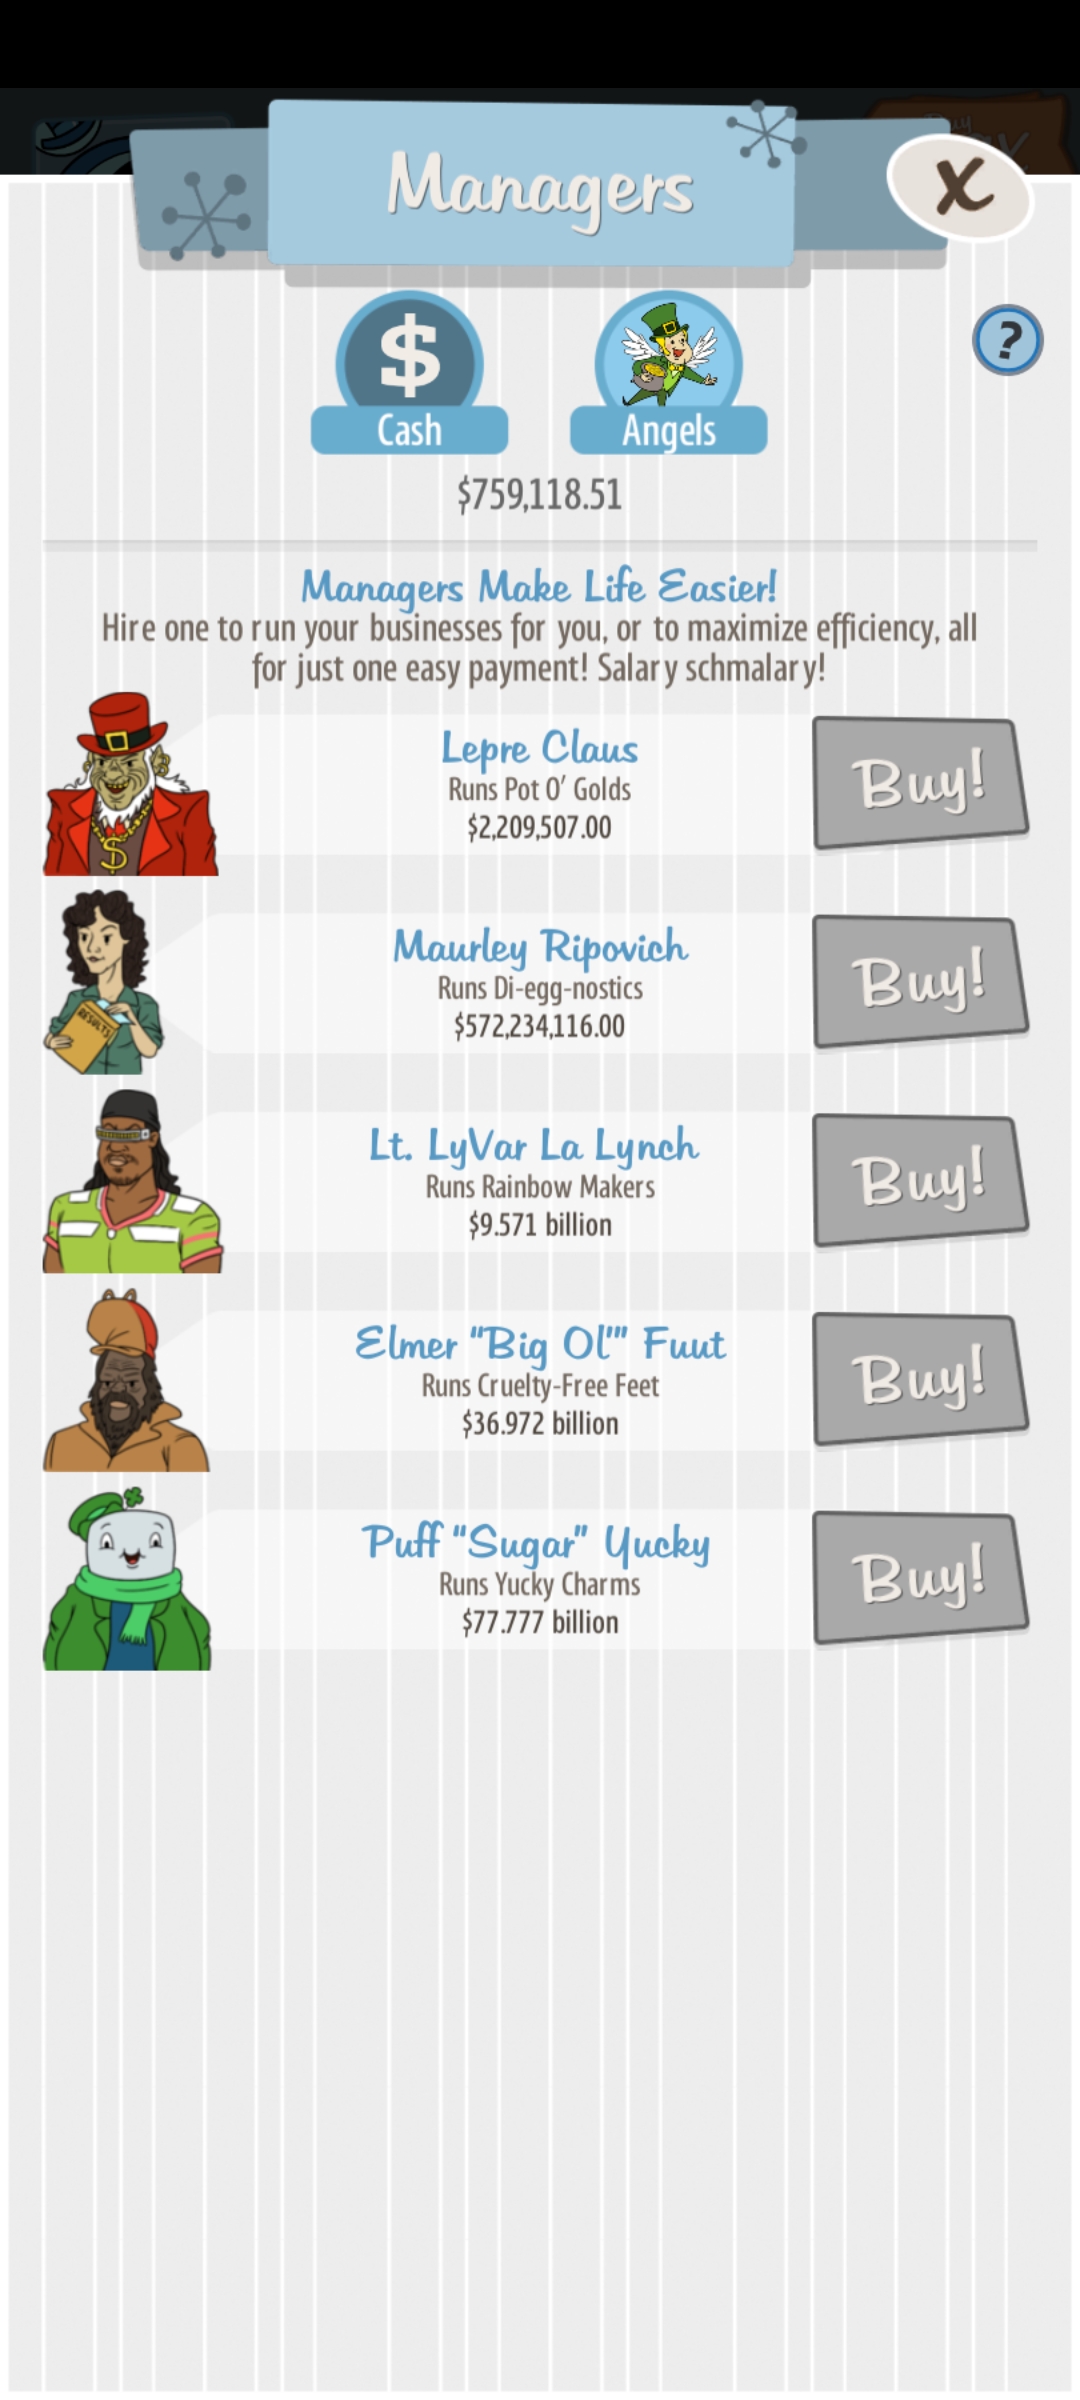 Buy
Managers
X
$
Cash
Angels
?
$759,118.51
Managers Make Life Easier!
Hire one to run your businesses for you, or to maximize efficiency, all
for just one easy payment! Salary schmalary!
Lepre Claus
Runs Pot O' Golds
$2,209,507.00
Buy!
$
Maurley Ripovich
Runs Di-egg-nostics
$572,234,116.00
Buy!
RESULTS
Lt. LyVar La Lynch
Runs Rainbow Makers
$9.571 billion
Buy!
Elmer "Big Ol'" Fuut
Runs Cruelty-Free Feet
$36.972 billion
Buy!
Puff "Sugar" Yucky
Runs Yucky Charms
$77.777 billion
Buy!